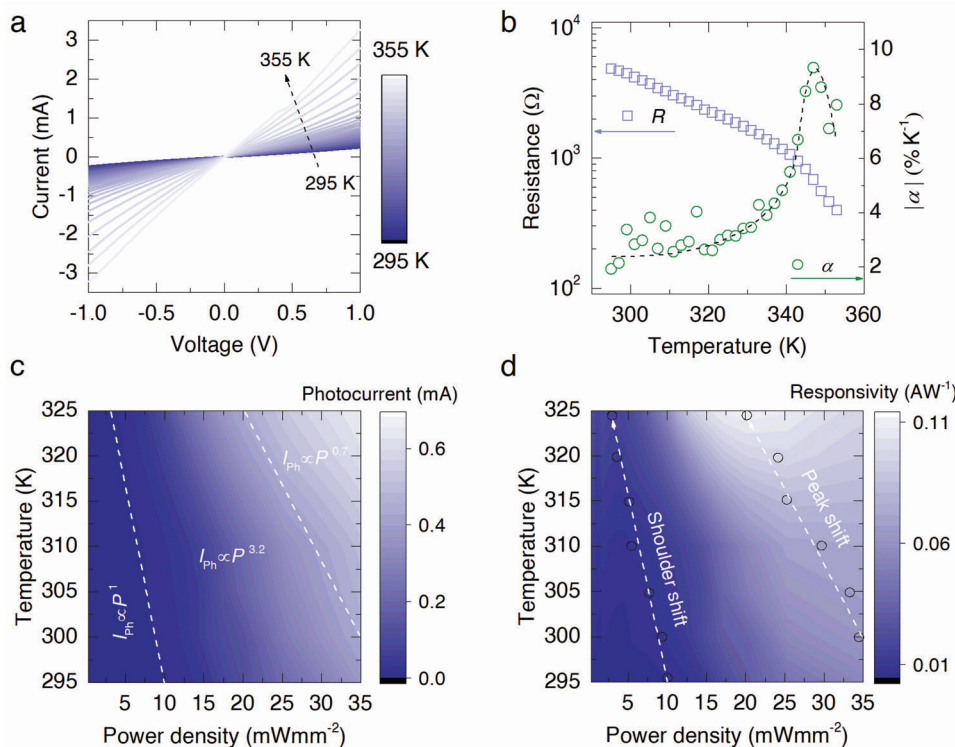 a
3
2
1
0
-1
-2
-3
Current (mA)
355 K
295 K
-1.0 -0.5 0.0 0.5 1.0
Voltage (V)
355 K
295 K
b
10⁴
10³
10²
Resistance (Ω)
R
α
10
8
6
4
2
|α| (% K⁻¹)
300 320 340 360
Temperature (K)
c
Photocurrent (mA)
325
320
315
310
305
300
295
Temperature (K)
I_Ph∝P¹
I_Ph∝P³·²
I_Ph∝P⁰·⁷
5 10 15 20 25 30 35
Power density (mWmm⁻²)
0.6
0.4
0.2
0.0
d
Responsivity (AW⁻¹)
325
320
315
310
305
300
295
Temperature (K)
Shoulder shift
Peak shift
5 10 15 20 25 30 35
Power density (mWmm⁻²)
0.11
0.06
0.01